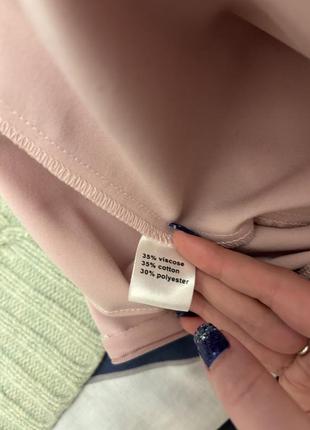 35% viscose
35% cotton
30% polyester